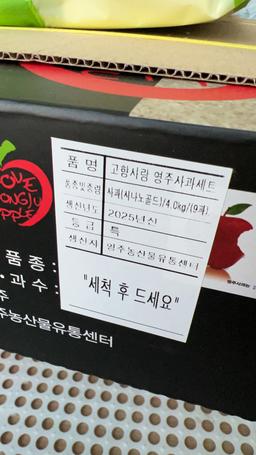 LOVE
YONGJU
APPLE
품 명 고향사랑 영주사과세트
품종및중량 사과(시나노골드)/4.0kg/(9과)
생산년도 2025년산
등 급 특
생산자 영주농산물유통센터
"세척 후 드세요"
품 종 :
• 과 수 :
주
주농산물유통센터